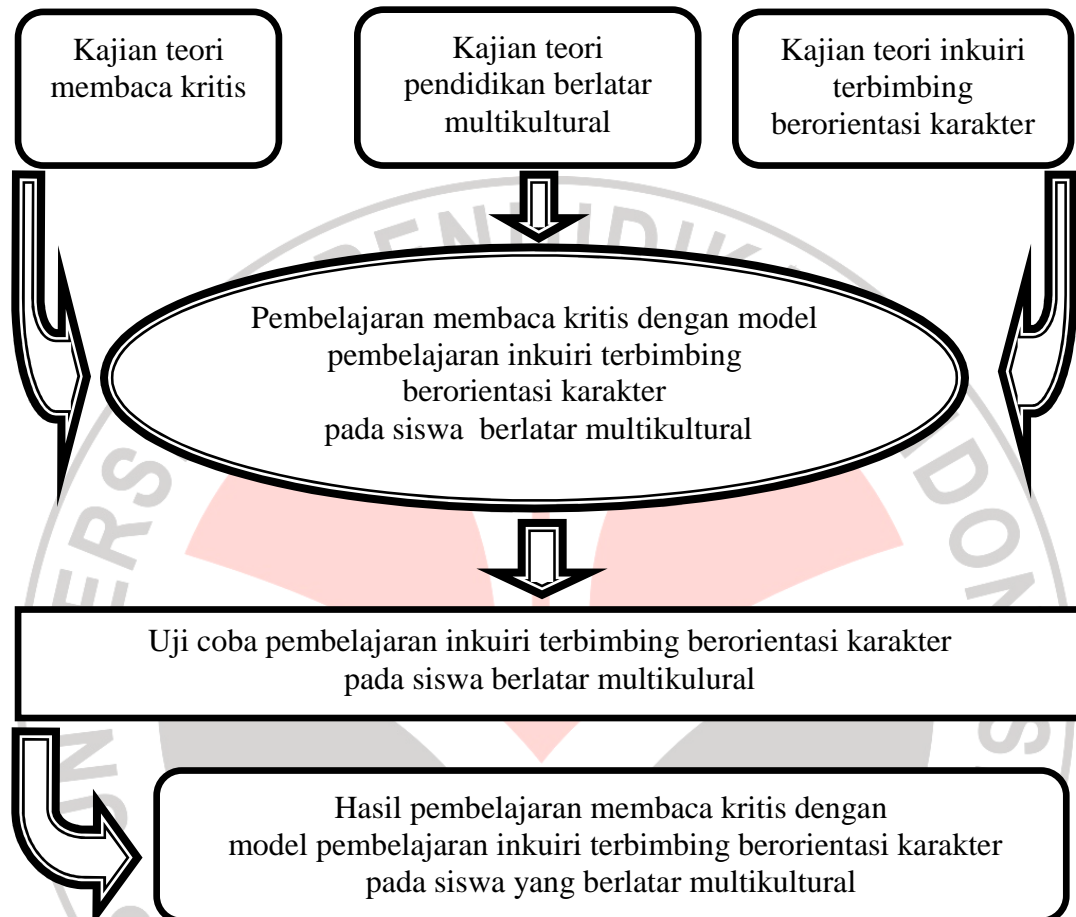 Kajian teori
membaca kritis
Kajian teori
pendidikan berlatar
multikultural
Kajian teori inkuiri
terbimbing
berorientasi karakter
Pembelajaran membaca kritis dengan model
pembelajaran inkuiri terbimbing
berorientasi karakter
pada siswa berlatar multikultural
Uji coba pembelajaran inkuiri terbimbing berorientasi karakter
pada siswa berlatar multikulural
Hasil pembelajaran membaca kritis dengan
model pembelajaran inkuiri terbimbing berorientasi karakter
pada siswa yang berlatar multikultural